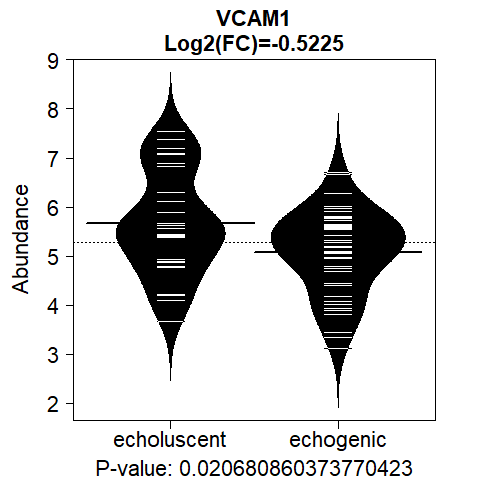 VCAM1
Log2(FC)=-0.5225
9
8
7
6
5
4
3
2
Abundance
echoluscent echogenic
P-value: 0.020680860373770423